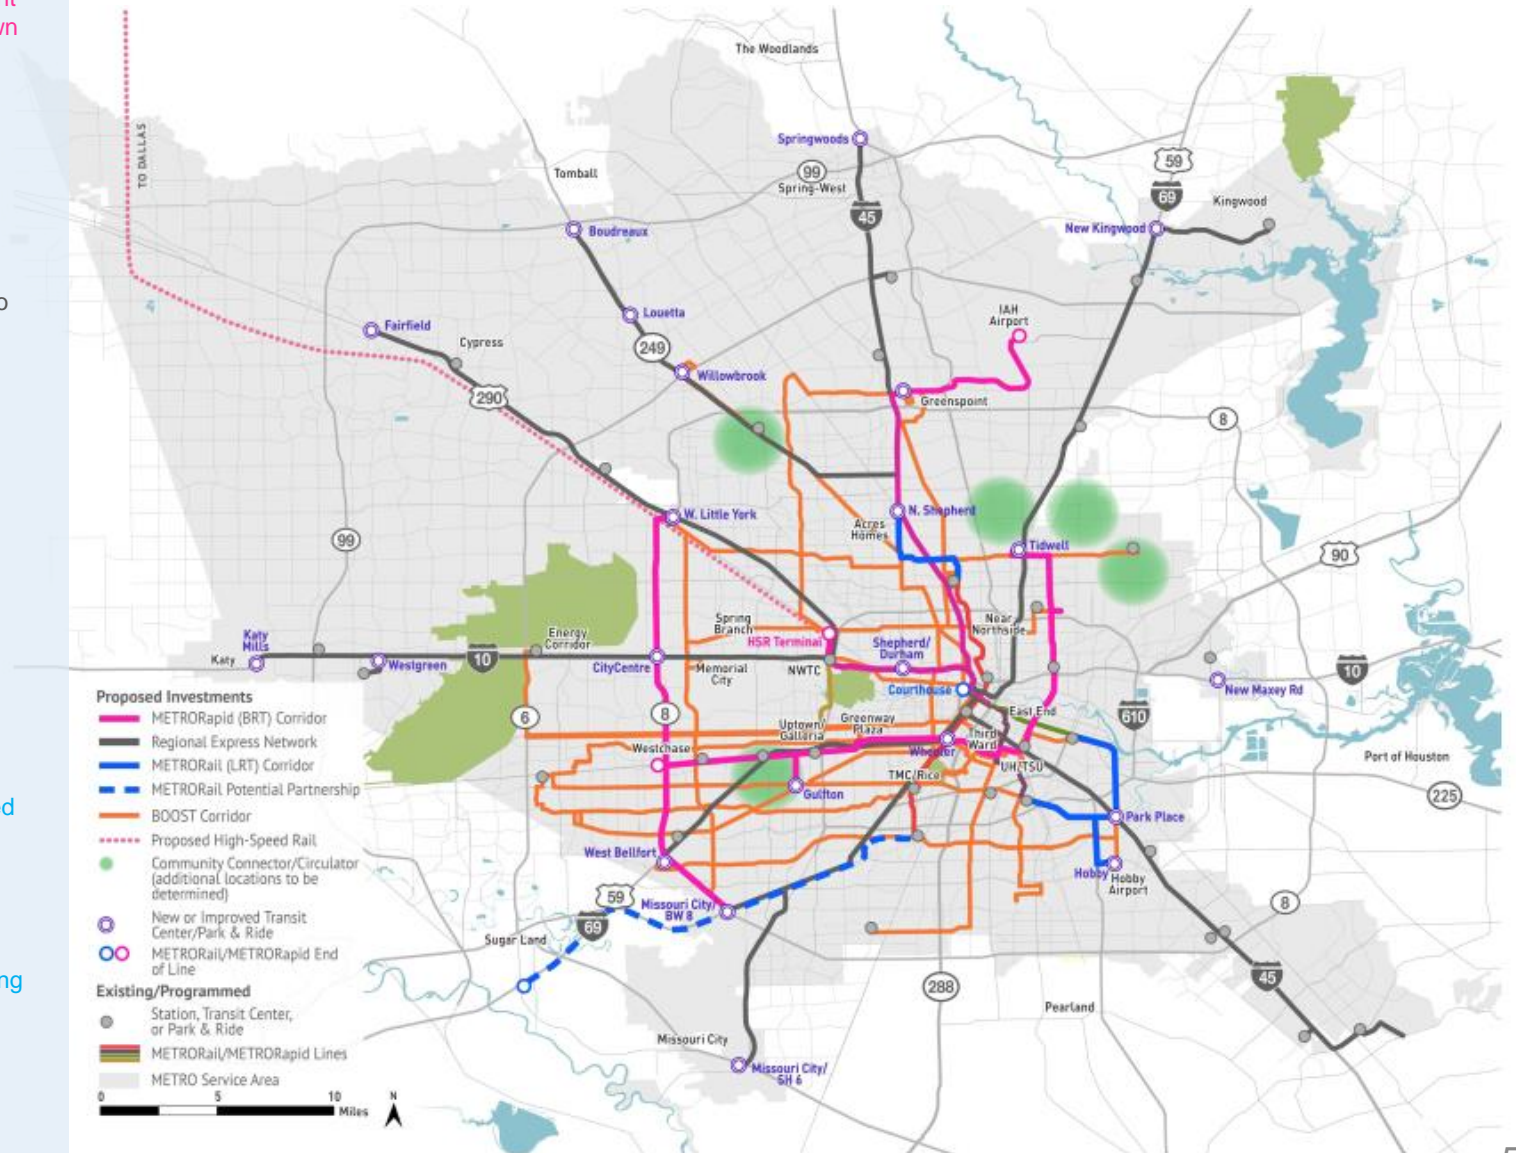 nt
wn
o
ed
ng
TO DALLAS
The Woodlands
Springwoods
99
Spring-West
Tomball
59
69
Kingwood
45
New Kingwood
Boudreaux
Louetta
IAH
Airport
Fairfield
Cypress
249
Willowbrook
290
Greenspoint
8
W. Little York
N. Shepherd
Acres
Homes
99
Tidwell
90
Spring
Branch
Near
Northside
HSR Terminal
Shepherd/
Durham
Energy
Corridor
Katy
Mills
Katy
Westgreen
10
CityCentre
Memorial
City
NWTC
Courthouse
10
New Maxey Rd
6
8
Uptown/
Galleria
Greenway
Plaza
East End
610
Westchase
Wheeler
Third
Ward
Port of Houston
TMC/Rice
UH/TSU
Gulfton
225
Park Place
West Bellfort
Hobby
Hobby
Airport
59
Missouri City/
BW 8
8
69
Sugar Land
45
288
Pearland
Missouri City
Missouri City/
SH 6
Proposed Investments
METRORapid (BRT) Corridor
Regional Express Network
METRORail (LRT) Corridor
METRORail Potential Partnership
BOOST Corridor
Proposed High-Speed Rail
Community Connector/Circulator
(additional locations to be
determined)
New or Improved Transit
Center/Park & Ride
METRORail/METRORapid End
of Line
Existing/Programmed
Station, Transit Center,
or Park & Ride
METRORail/METRORapid Lines
METRO Service Area
0 5 10
Miles
N